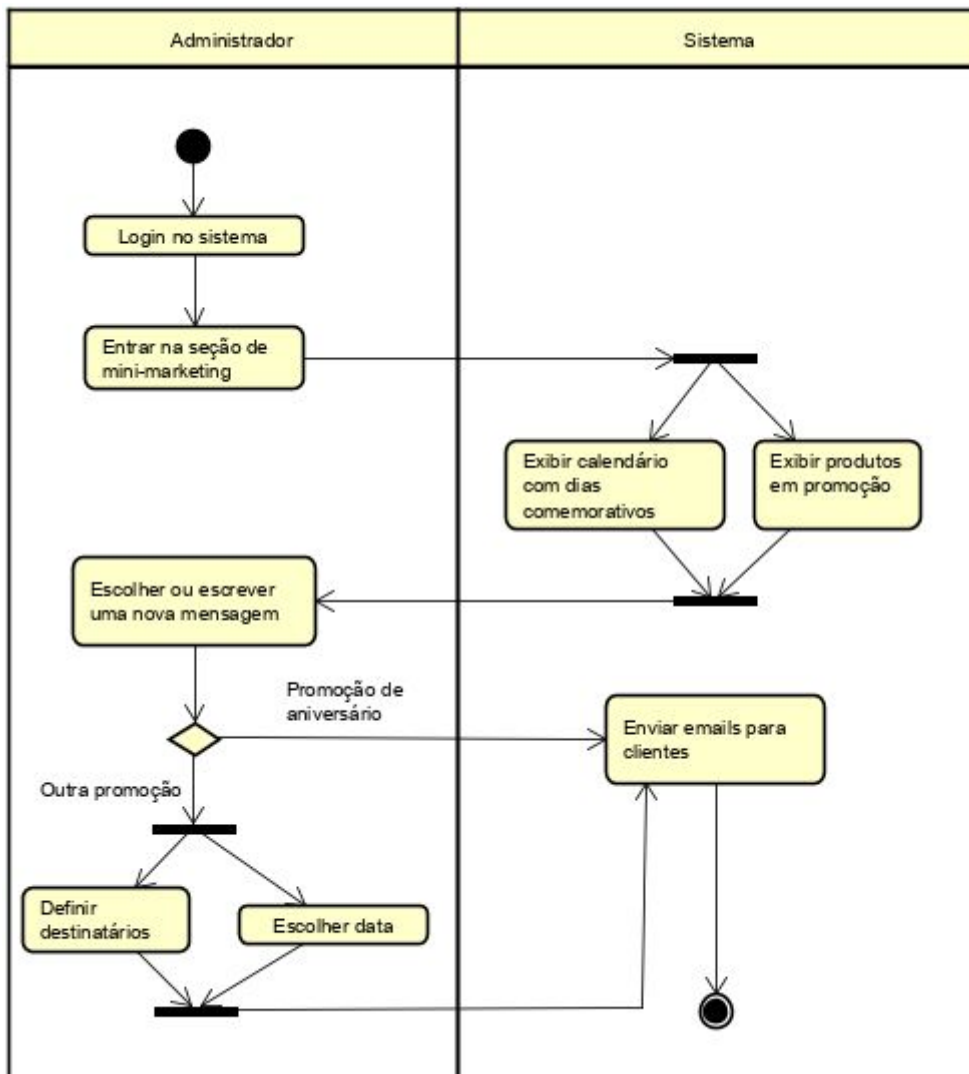 Administrador
Sistema
Login no sistema
Entrar na seção de
mini-marketing
Exibir calendário
com dias
comemorativos
Exibir produtos
em promoção
Escolher ou escrever
uma nova mensagem
Promoção de
aniversário
Enviar emails para
clientes
Outra promoção
Definir
destinatários
Escolher data